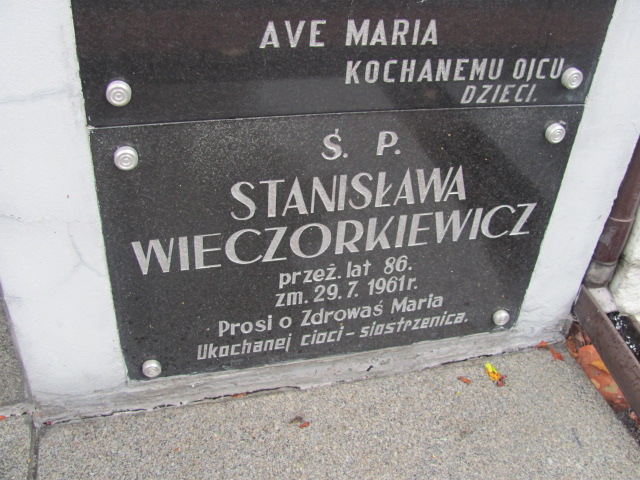 AVE MARIA
KOCHANEMU OJCU
DZIECI.
Ś. P.
STANISŁAWA
WIECZORKIEWICZ
przeż. lat 86.
zm. 29. 7. 1961 r.
Prosi o Zdrowaś Maria
Ukochanej cioci - siostrzenica.